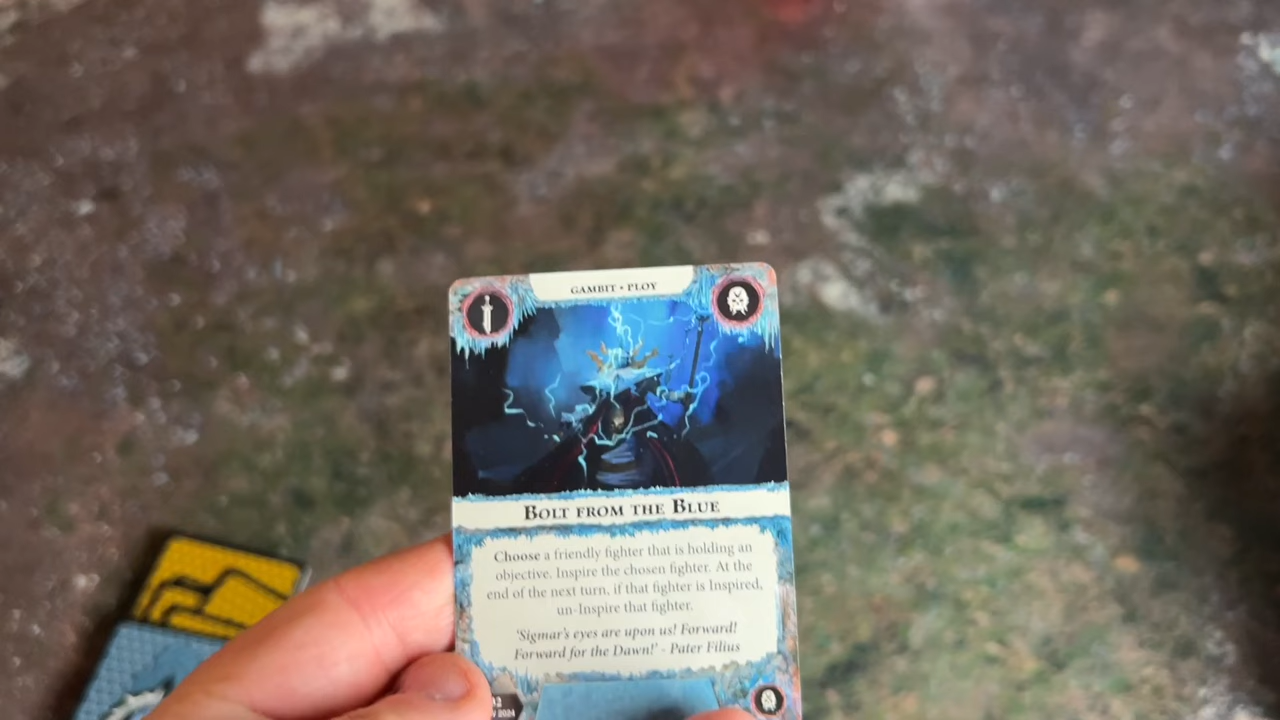 GAMBIT • PLOY
BOLT FROM THE BLUE
Choose a friendly fighter that is holding an
objective. Inspire the chosen fighter. At the
end of the next turn, if that fighter is Inspired,
un-Inspire that fighter.
'Sigmar's eyes are upon us! Forward!
Forward for the Dawn!' - Pater Filius
2024